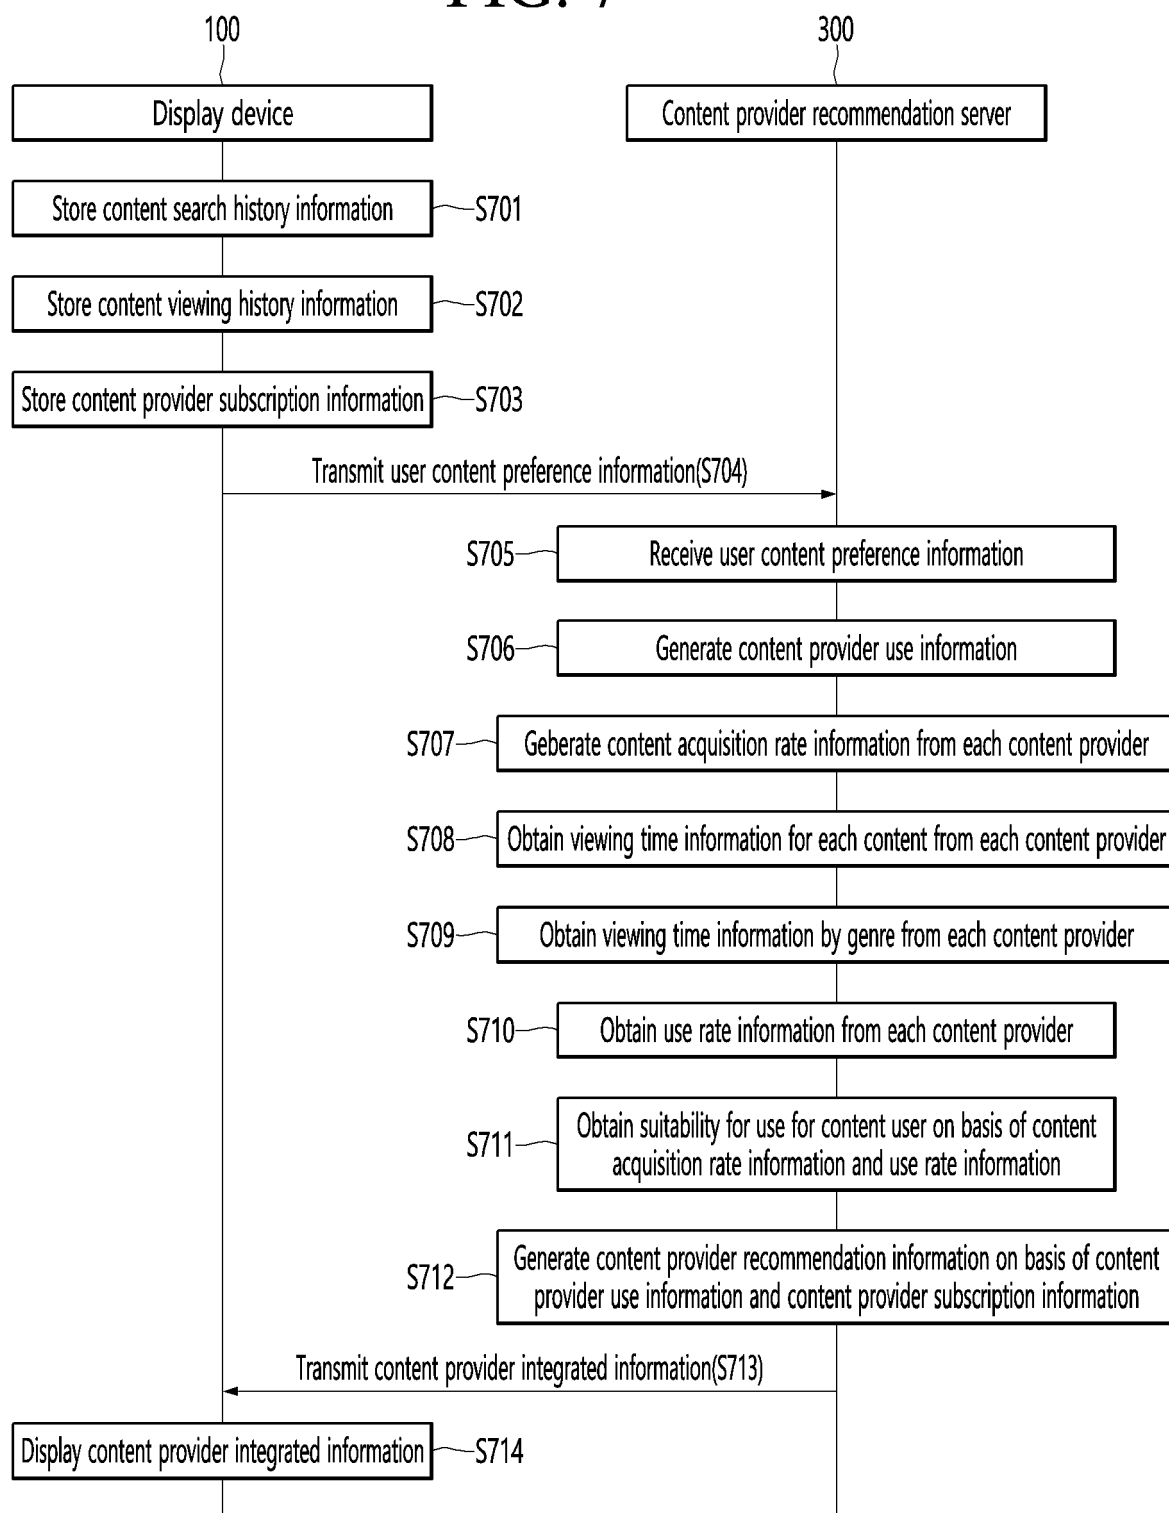 FIG. 7
100
300
Display device
Content provider recommendation server
Store content search history information
S701
Store content viewing history information
S702
Store content provider subscription information
S703
Transmit user content preference information(S704)
S705
Receive user content preference information
S706
Generate content provider use information
S707
Geberate content acquisition rate information from each content provider
S708
Obtain viewing time information for each content from each content provider
S709
Obtain viewing time information by genre from each content provider
S710
Obtain use rate information from each content provider
S711
Obtain suitability for use for content user on basis of content
acquisition rate information and use rate information
S712
Generate content provider recommendation information on basis of content
provider use information and content provider subscription information
Transmit content provider integrated information(S713)
Display content provider integrated information
S714